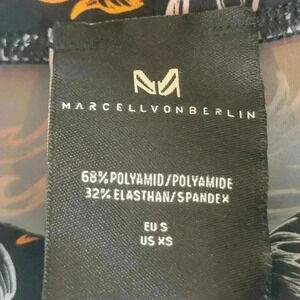 MARCELLVONBERLIN
68% POLYAMID/POLYAMIDE
32% ELASTHAN/SPANDEX
EU S
US XS